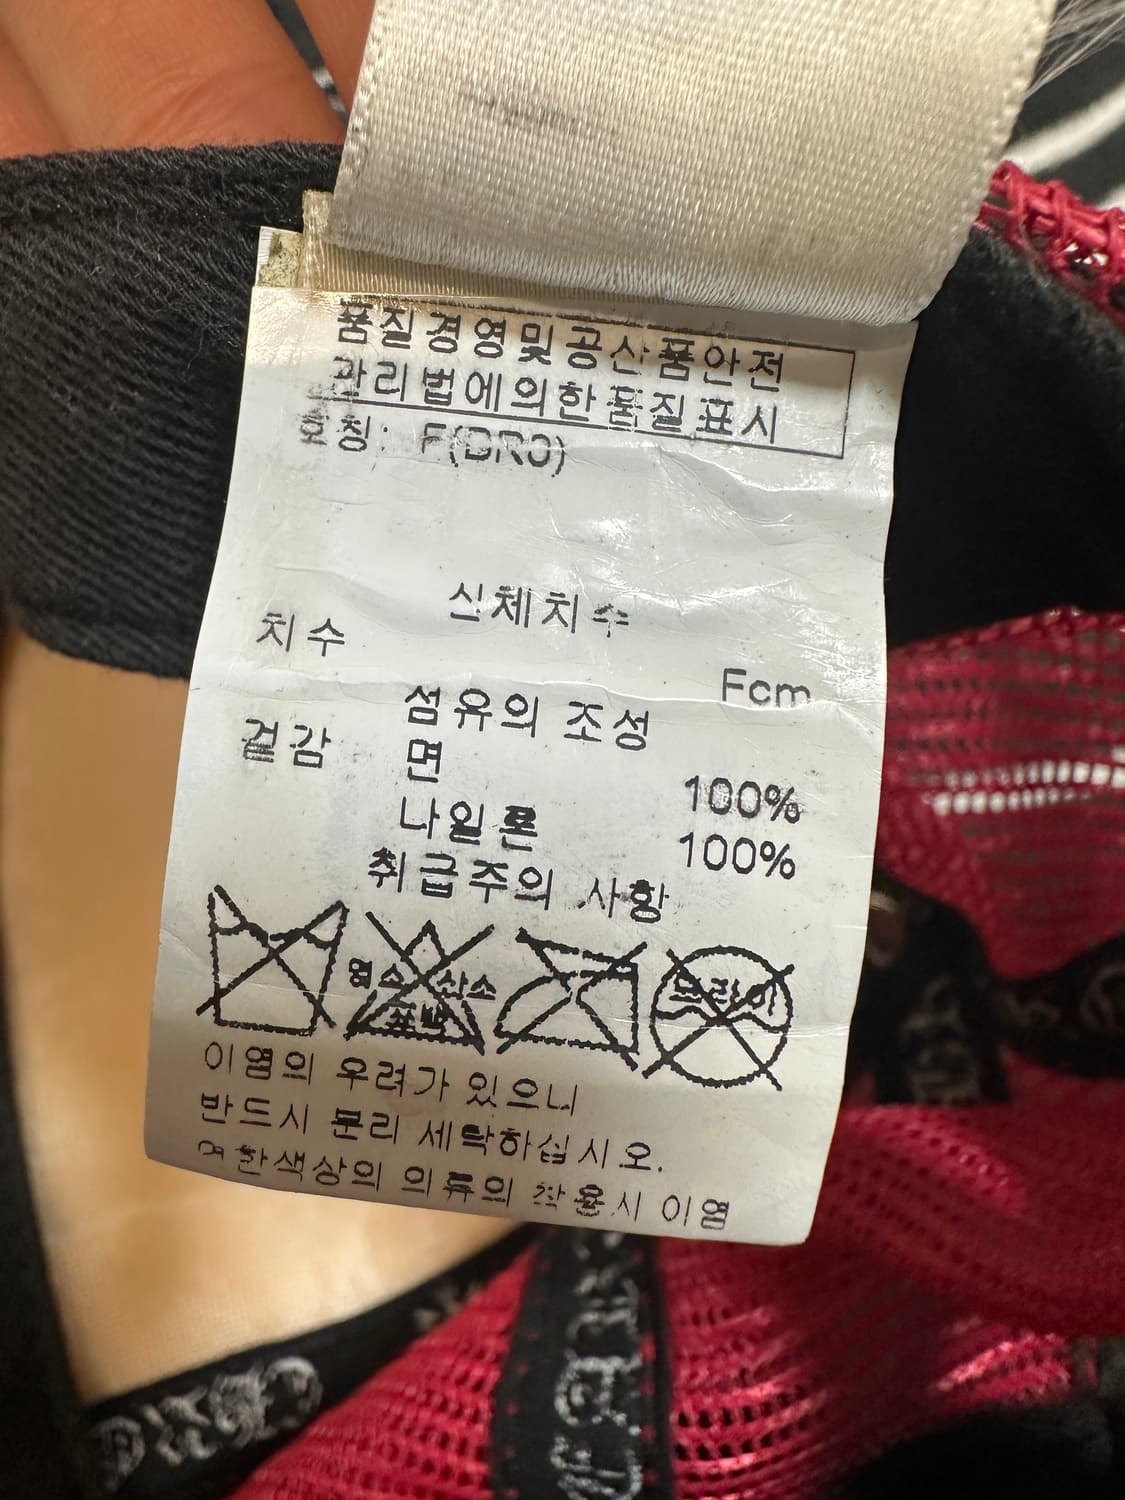 품질경영및공산품안전
관리법에의한품질표시
호칭: F(BRO)
신체치수
치수
Fcm
섬유의 조성
겉감 면 100%
나일론 100%
취급주의 사항
염소 산소
표백
드라이
이염의 우려가 있으니
반드시 분리 세탁하십시오.
연한색상의 의류의 착용시 이염